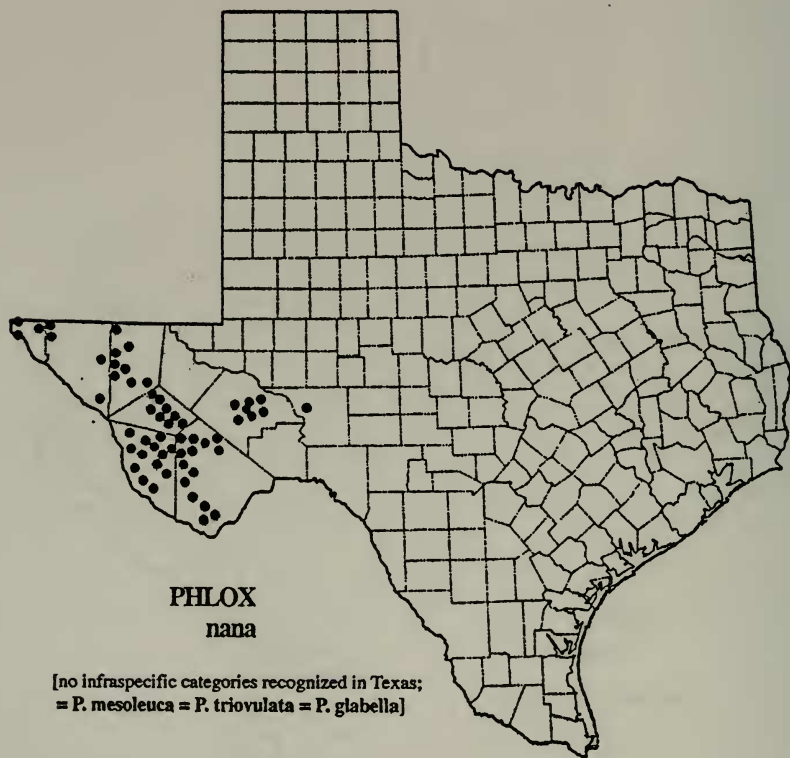 PHLOX
nana
[no infraspecific categories recognized in Texas;
= P. mesoleuca = P. triovulata = P. glabella]